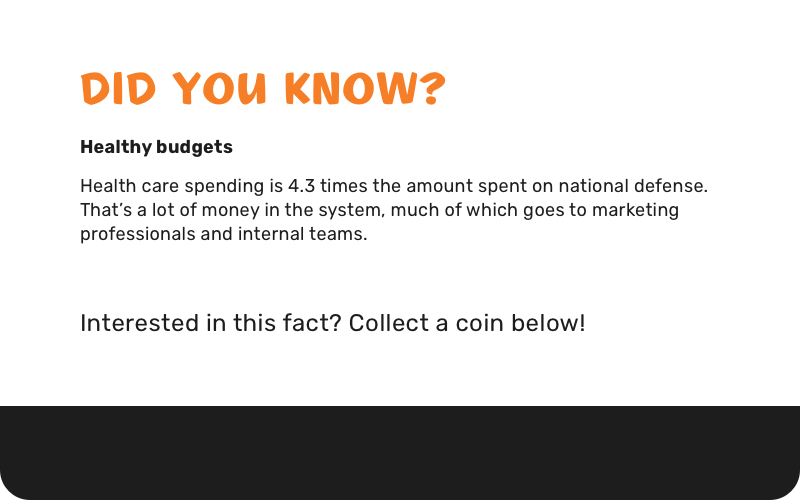 DID YOU KNOW?
Healthy budgets
Health care spending is 4.3 times the amount spent on national defense.
That’s a lot of money in the system, much of which goes to marketing
professionals and internal teams.
Interested in this fact? Collect a coin below!